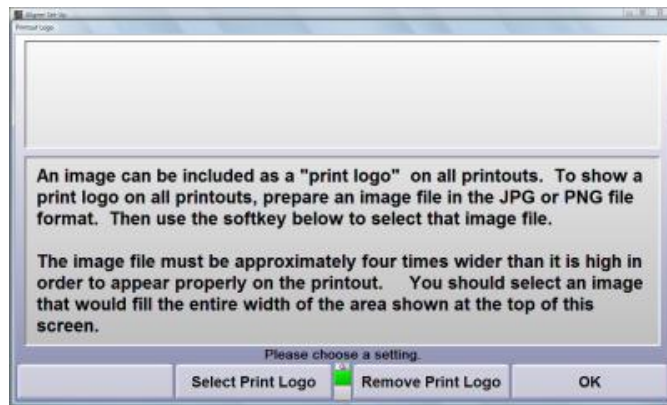 Aligner Set-Up
Printout Logo
An image can be included as a "print logo" on all printouts. To show a
print logo on all printouts, prepare an image file in the JPG or PNG file
format. Then use the softkey below to select that image file.
The image file must be approximately four times wider than it is high in
order to appear properly on the printout. You should select an image
that would fill the entire width of the area shown at the top of this
screen.
Please choose a setting.
Select Print Logo Remove Print Logo OK